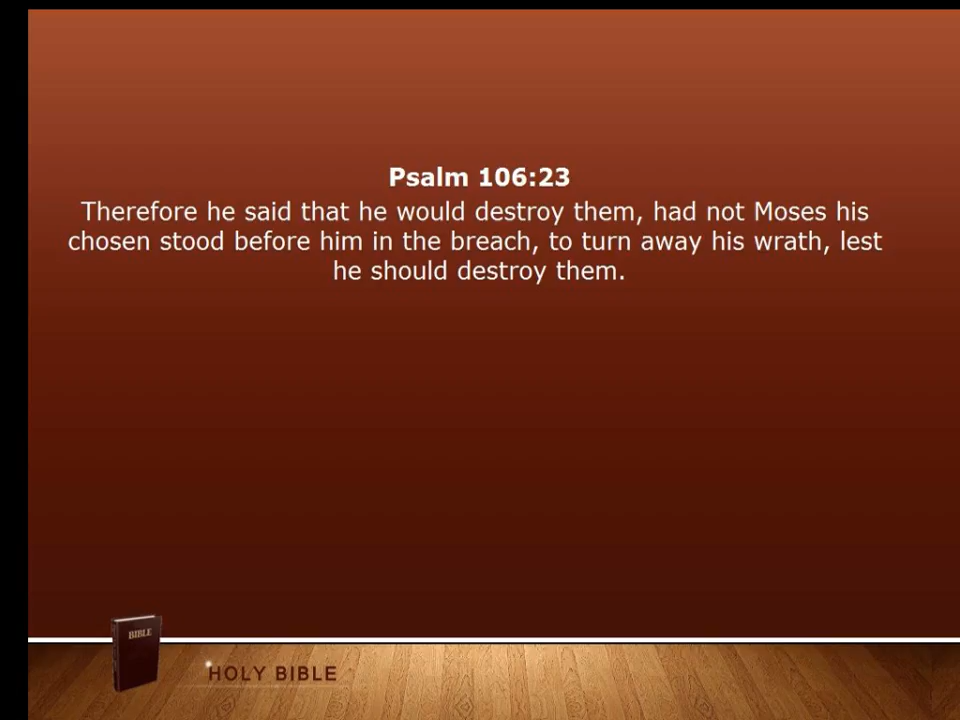 Psalm 106:23
Therefore he said that he would destroy them, had not Moses his
chosen stood before him in the breach, to turn away his wrath, lest
he should destroy them.
BIBLE
HOLY BIBLE